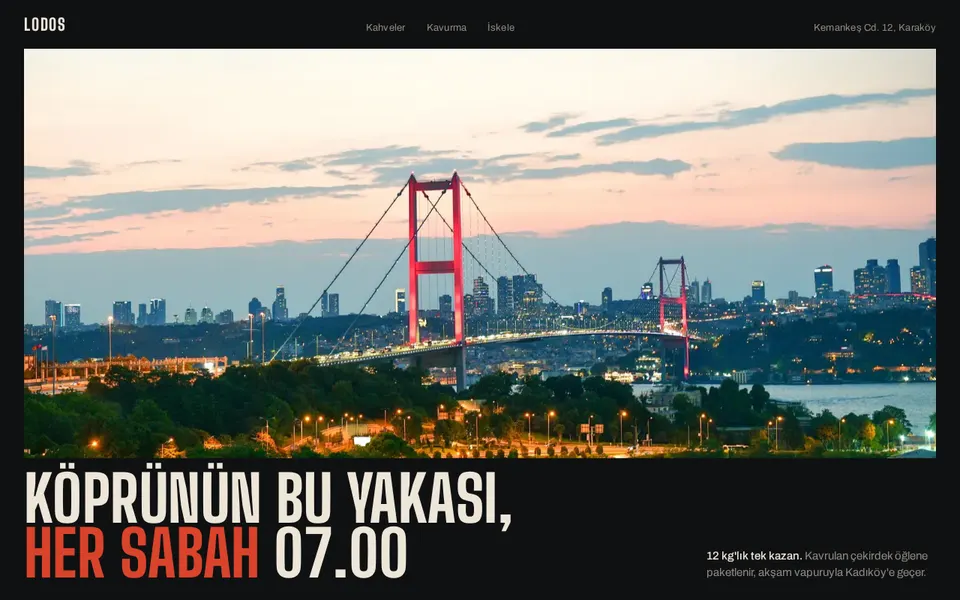 LODOS
Kahveler
Kavurma
İskele
Kemankeş Cd. 12, Karaköy
KÖPRÜNÜN BU YAKASI,
HER SABAH 07.00
12 kg'lık tek kazan. Kavrulan çekirdek öğlene
paketlenir, akşam vapuruyla Kadıköy'e geçer.